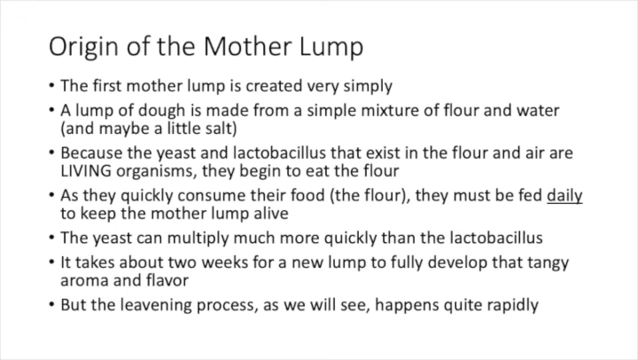 Origin of the Mother Lump
• The first mother lump is created very simply
• A lump of dough is made from a simple mixture of flour and water
(and maybe a little salt)
• Because the yeast and lactobacillus that exist in the flour and air are
LIVING organisms, they begin to eat the flour
• As they quickly consume their food (the flour), they must be fed daily
to keep the mother lump alive
• The yeast can multiply much more quickly than the lactobacillus
• It takes about two weeks for a new lump to fully develop that tangy
aroma and flavor
• But the leavening process, as we will see, happens quite rapidly